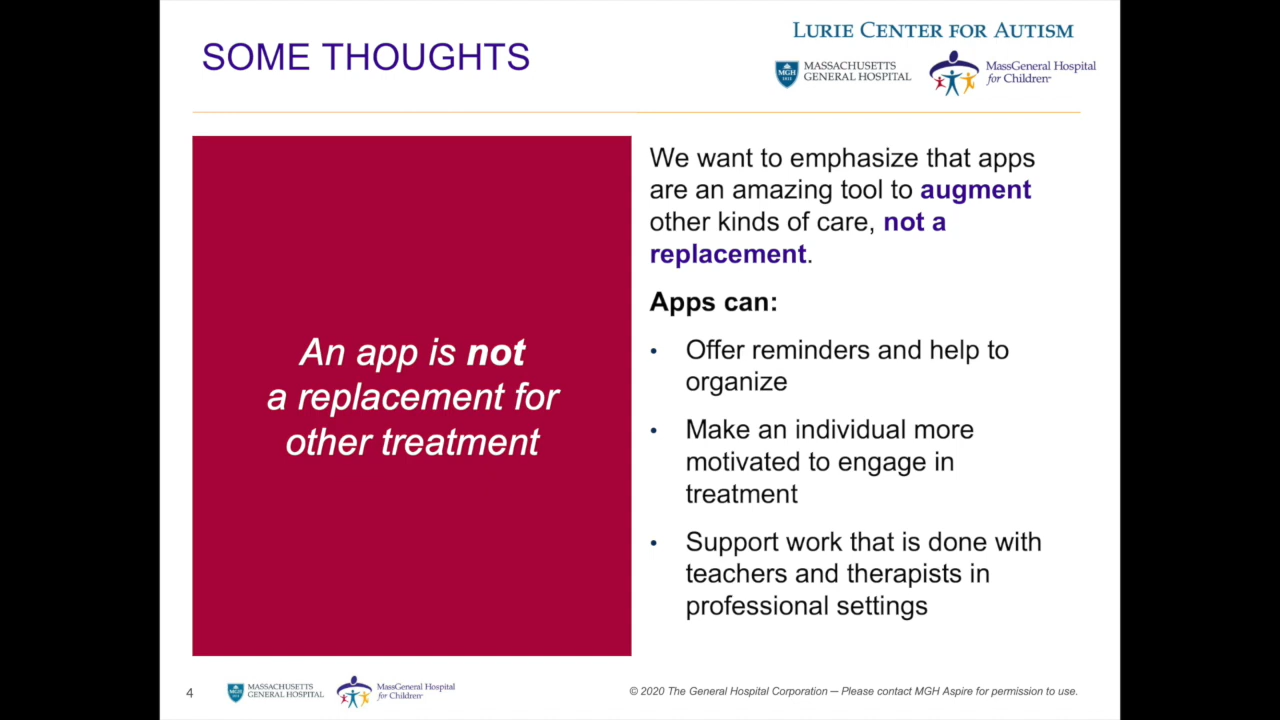 SOME THOUGHTS
LURIE CENTER FOR AUTISM
MGH
1811
MASSACHUSETTS
GENERAL HOSPITAL
MassGeneral Hospital
for Children
An app is not
a replacement for
other treatment
We want to emphasize that apps
are an amazing tool to augment
other kinds of care, not a
replacement.
Apps can:
• Offer reminders and help to
organize
• Make an individual more
motivated to engage in
treatment
• Support work that is done with
teachers and therapists in
professional settings
4
MGH
MASSACHUSETTS
GENERAL HOSPITAL
MassGeneral Hospital
for Children
© 2020 The General Hospital Corporation — Please contact MGH Aspire for permission to use.